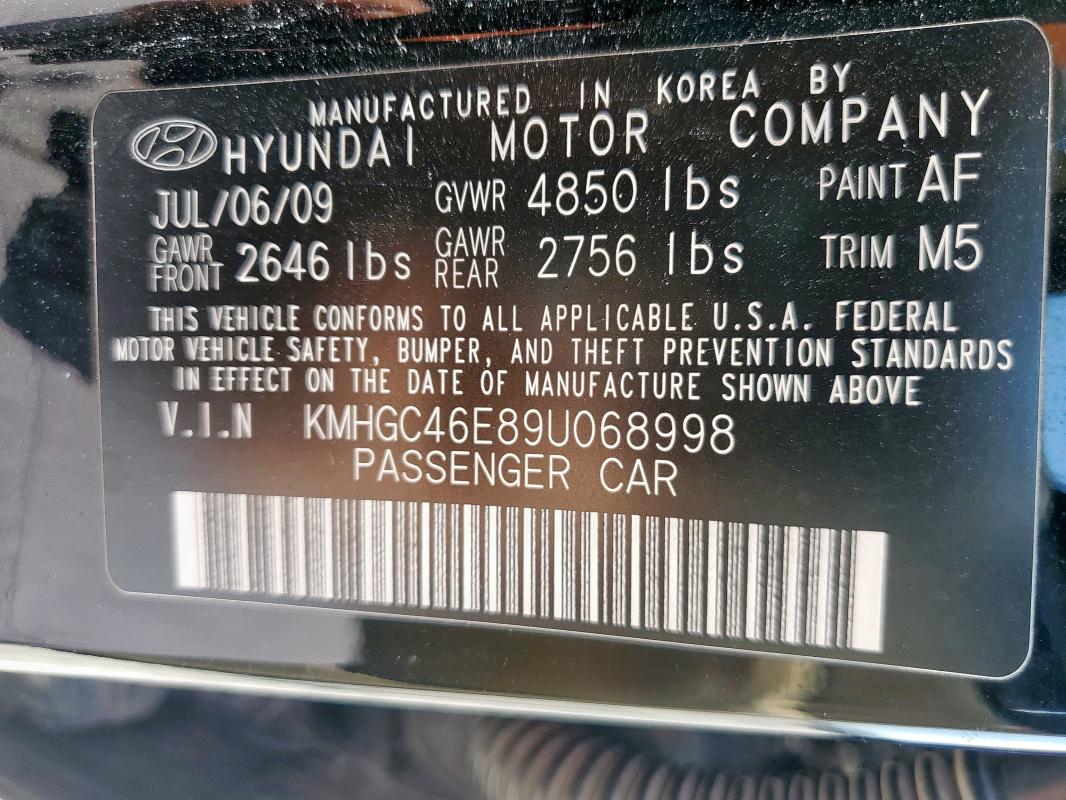 MANUFACTURED IN KOREA BY
HYUNDAI MOTOR COMPANY
JUL/06/09 GVWR 4850 lbs PAINT AF
GAWR FRONT 2646 lbs GAWR REAR 2756 lbs TRIM M5
THIS VEHICLE CONFORMS TO ALL APPLICABLE U.S.A. FEDERAL
MOTOR VEHICLE SAFETY, BUMPER, AND THEFT PREVENTION STANDARDS
IN EFFECT ON THE DATE OF MANUFACTURE SHOWN ABOVE
V.I.N KMHGC46E89U068998
PASSENGER CAR